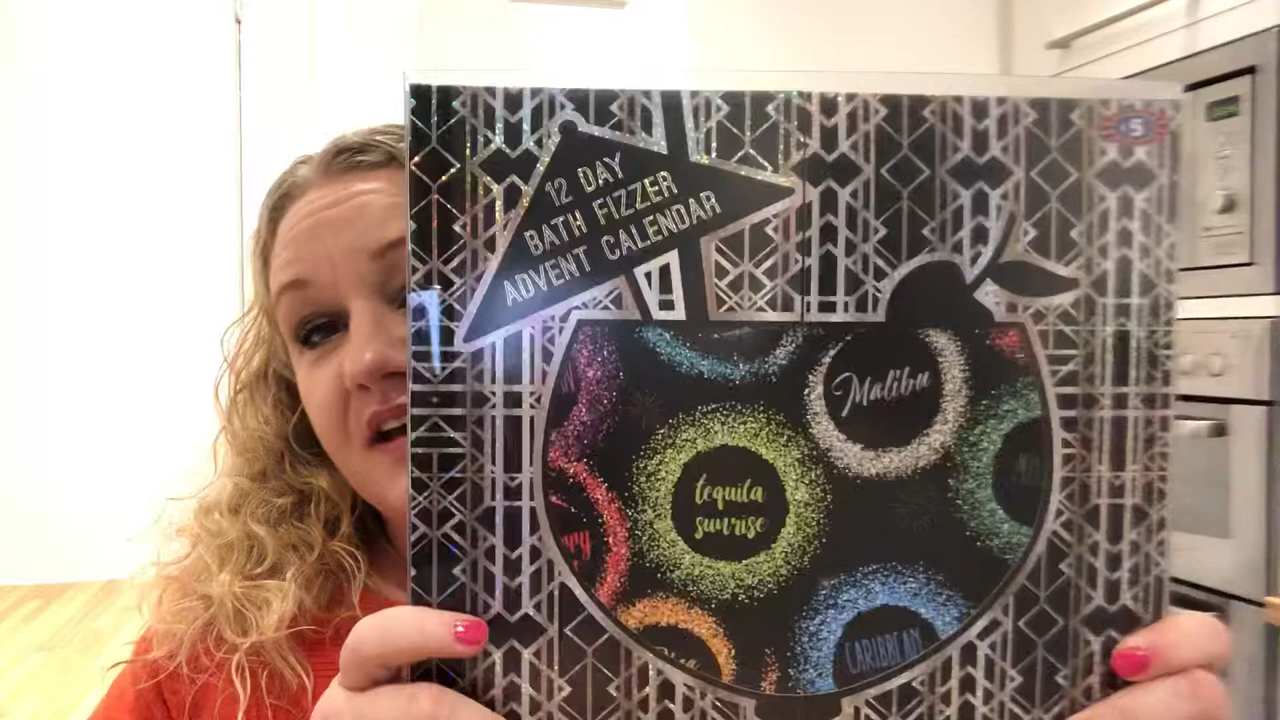 12 DAY
BATH FIZZER
ADVENT CALENDAR
Malibu
tequila
sunrise
CARIBBEAN